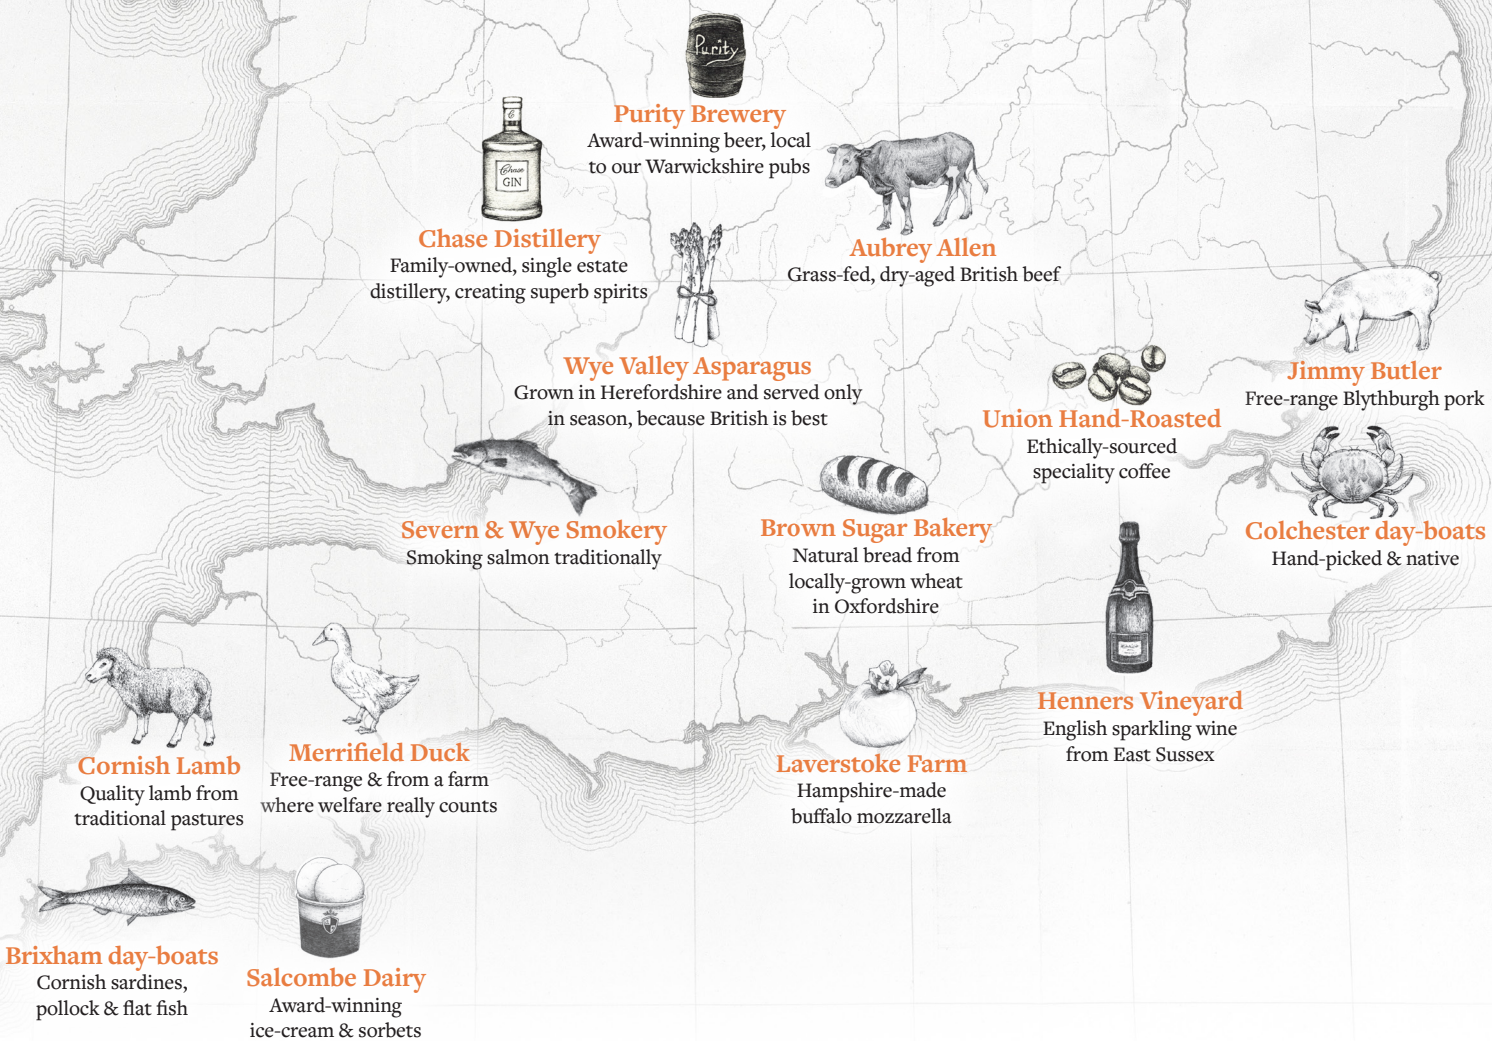 Purity
Purity Brewery
Award-winning beer, local
to our Warwickshire pubs
Chase
GIN
Chase Distillery
Family-owned, single estate
distillery, creating superb spirits
Aubrey Allen
Grass-fed, dry-aged British beef
Wye Valley Asparagus
Grown in Herefordshire and served only
in season, because British is best
Jimmy Butler
Free-range Blythburgh pork
Union Hand-Roasted
Ethically-sourced
speciality coffee
Severn & Wye Smokery
Smoking salmon traditionally
Brown Sugar Bakery
Natural bread from
locally-grown wheat
in Oxfordshire
Colchester day-boats
Hand-picked & native
Henners Vineyard
English sparkling wine
from East Sussex
Cornish Lamb
Quality lamb from
traditional pastures
Merrifield Duck
Free-range & from a farm
where welfare really counts
Laverstoke Farm
Hampshire-made
buffalo mozzarella
Brixham day-boats
Cornish sardines,
pollock & flat fish
Salcombe Dairy
Award-winning
ice-cream & sorbets